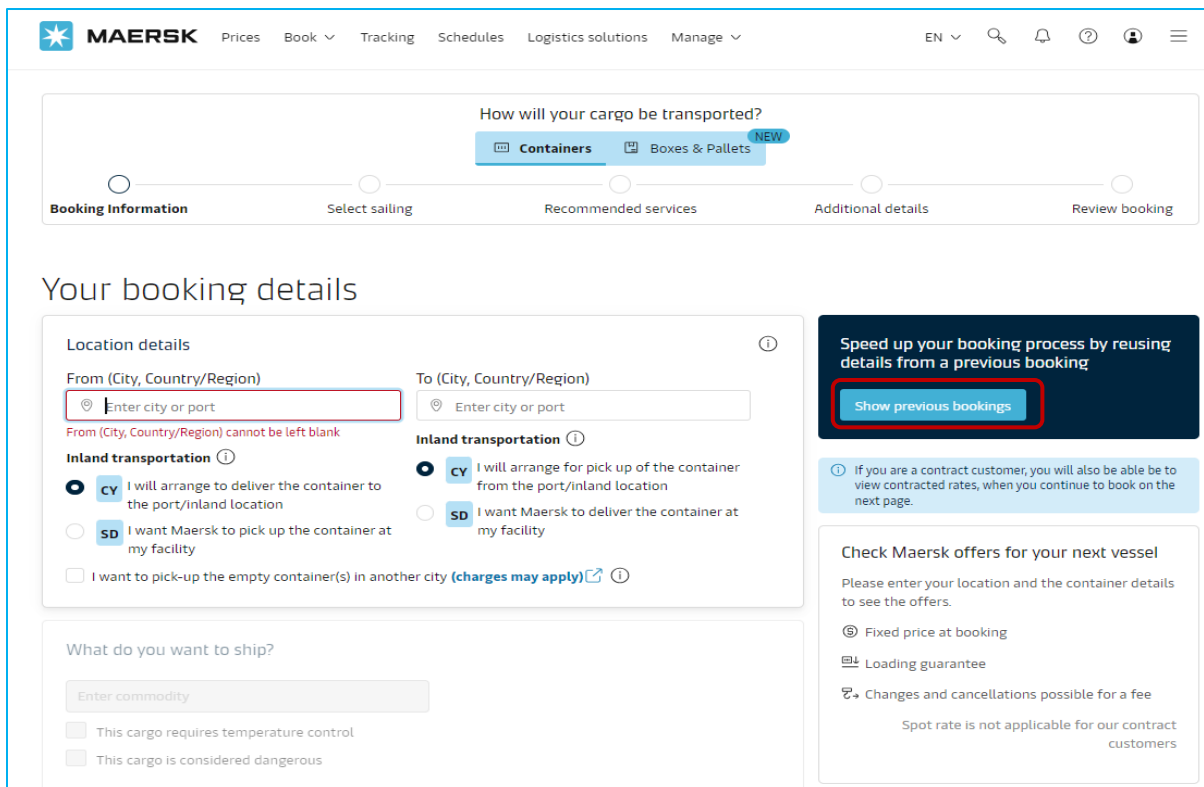 MAERSK Prices Book Tracking Schedules Logistics solutions Manage EN
How will your cargo be transported?
Containers Boxes & Pallets NEW
Booking Information Select sailing Recommended services Additional details Review booking
Your booking details
Location details
From (City, Country/Region)
Enter city or port
From (City, Country/Region) cannot be left blank
Inland transportation
CY I will arrange to deliver the container to
the port/inland location
SD I want Maersk to pick up the container at
my facility
To (City, Country/Region)
Enter city or port
Inland transportation
CY I will arrange for pick up of the container
from the port/inland location
SD I want Maersk to deliver the container at
my facility
I want to pick-up the empty container(s) in another city (charges may apply)
What do you want to ship?
Enter commodity
This cargo requires temperature control
This cargo is considered dangerous
Speed up your booking process by reusing
details from a previous booking
Show previous bookings
If you are a contract customer, you will also be able be to
view contracted rates, when you continue to book on the
next page.
Check Maersk offers for your next vessel
Please enter your location and the container details
to see the offers.
Fixed price at booking
Loading guarantee
Changes and cancellations possible for a fee
Spot rate is not applicable for our contract
customers